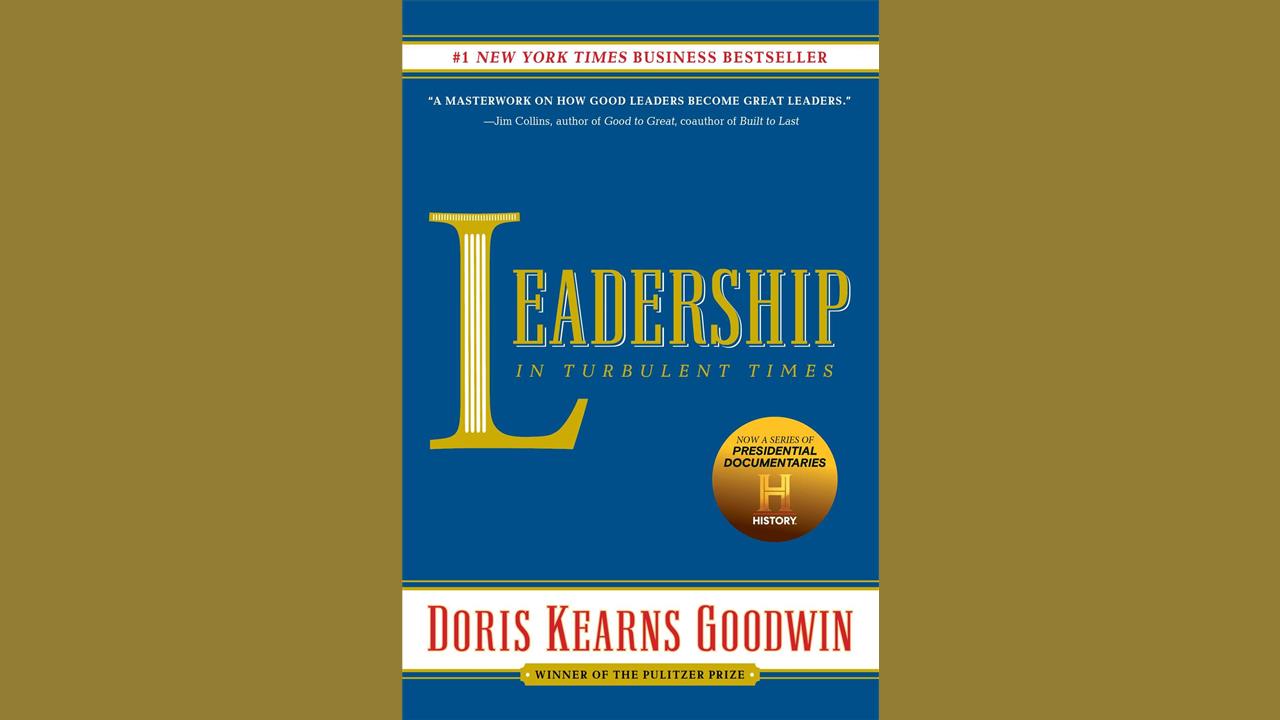 #1 NEW YORK TIMES BUSINESS BESTSELLER
“A MASTERWORK ON HOW GOOD LEADERS BECOME GREAT LEADERS.”
—Jim Collins, author of Good to Great, coauthor of Built to Last
LEADERSHIP
IN TURBULENT TIMES
NOW A SERIES OF
PRESIDENTIAL
DOCUMENTARIES
H
HISTORY.
DORIS KEARNS GOODWIN
• WINNER OF THE PULITZER PRIZE •